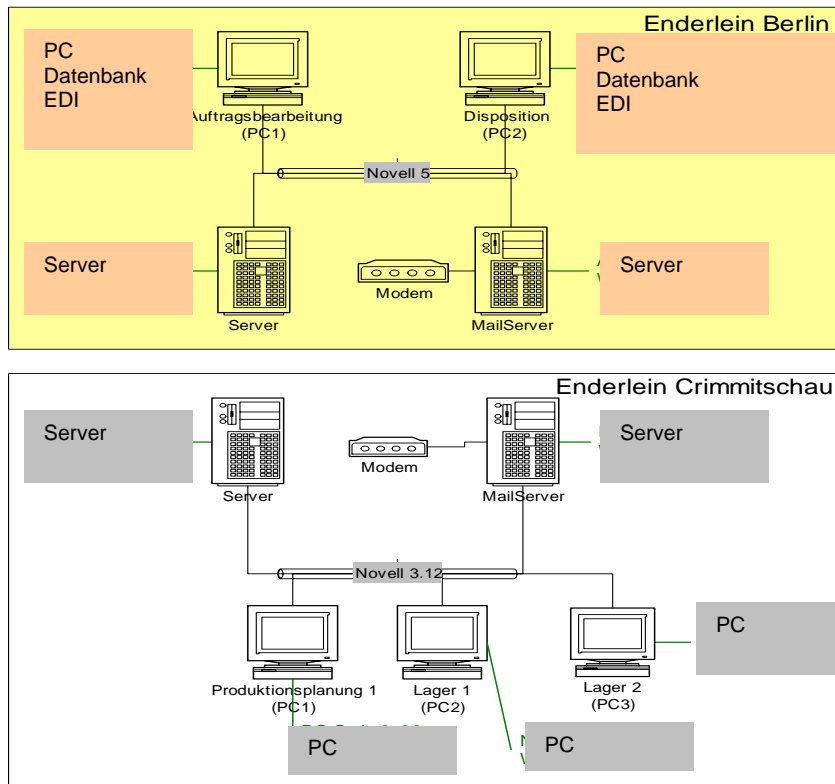 Enderlein Berlin
PC
Datenbank
EDI
PC
Datenbank
EDI
Auftragsbearbeitung
(PC1)
Disposition
(PC2)
Novell 5
Server
Server
Modem
Server
MailServer
Enderlein Crimmitschau
Server
Server
Modem
Server
MailServer
Novell 3.12
PC
Produktionsplanung 1
(PC1)
Lager 1
(PC2)
Lager 2
(PC3)
PC
PC